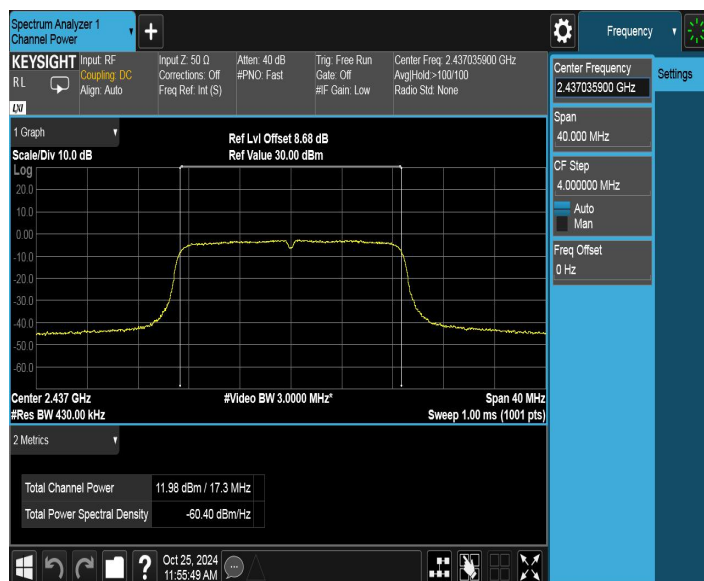 Spectrum Analyzer 1
Channel Power
+
Frequency
KEYSIGHT
RL
LXI
Input: RF
Coupling: DC
Align: Auto
Input Z: 50 Ω
Corrections: Off
Freq Ref: Int (S)
Atten: 40 dB
#PNO: Fast
Trig: Free Run
Gate: Off
#IF Gain: Low
Center Freq: 2.437035900 GHz
Avg|Hold:>100/100
Radio Std: None
Center Frequency
2.437035900 GHz
Settings
Span
40.000 MHz
CF Step
4.000000 MHz
Auto
Man
Freq Offset
0 Hz
1 Graph
Scale/Div 10.0 dB
Ref Lvl Offset 8.68 dB
Ref Value 30.00 dBm
Log
20.0
10.0
0.00
-10.0
-20.0
-30.0
-40.0
-50.0
-60.0
Center 2.437 GHz
#Video BW 3.0000 MHz*
Span 40 MHz
#Res BW 430.00 kHz
Sweep 1.00 ms (1001 pts)
2 Metrics
Total Channel Power 11.98 dBm / 17.3 MHz
Total Power Spectral Density -60.40 dBm/Hz
?
Oct 25, 2024
11:55:49 AM